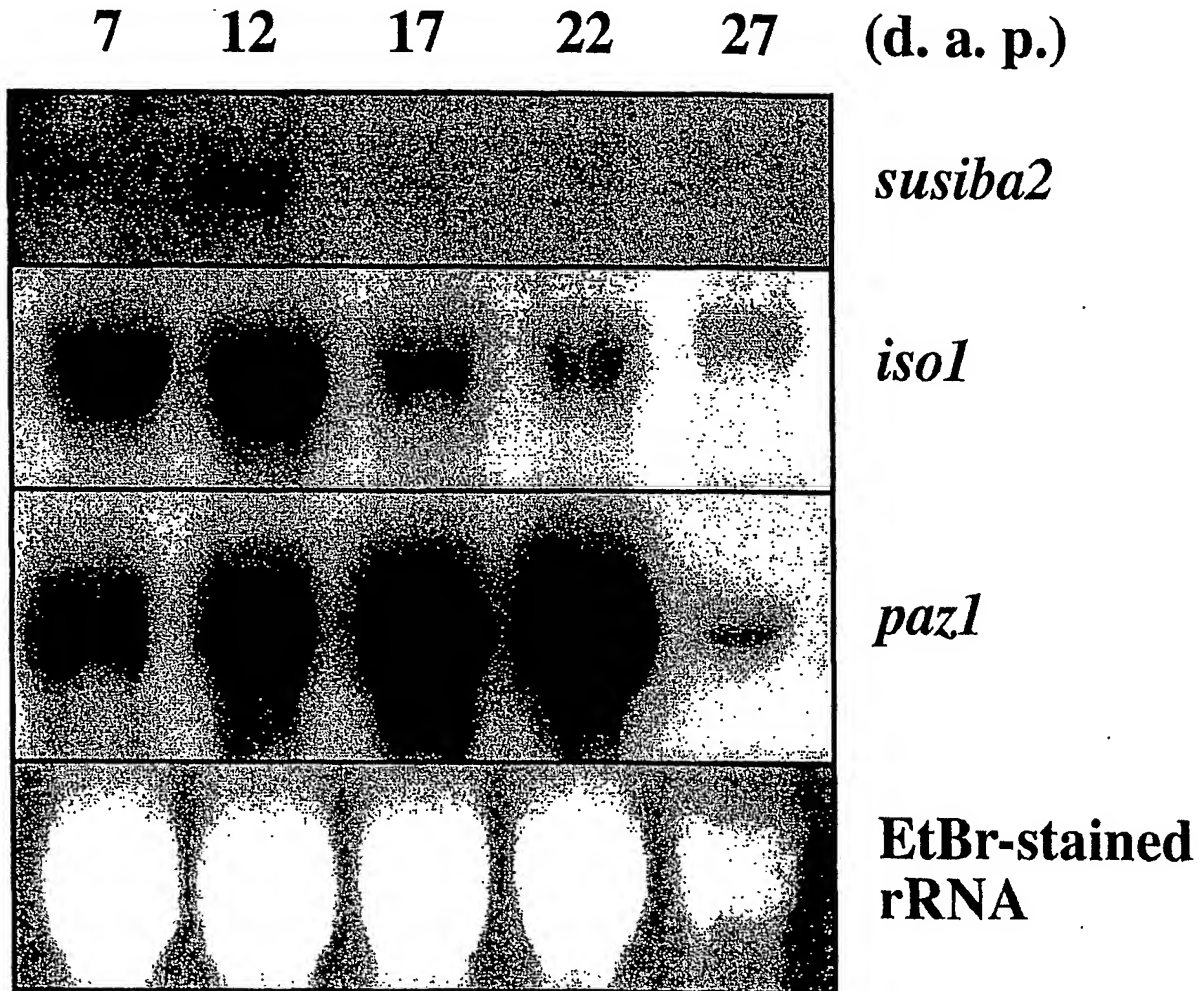 7 12 17 22 27 (d. a. p.)
susiba2
iso1
paz1
EtBr-stained
rRNA